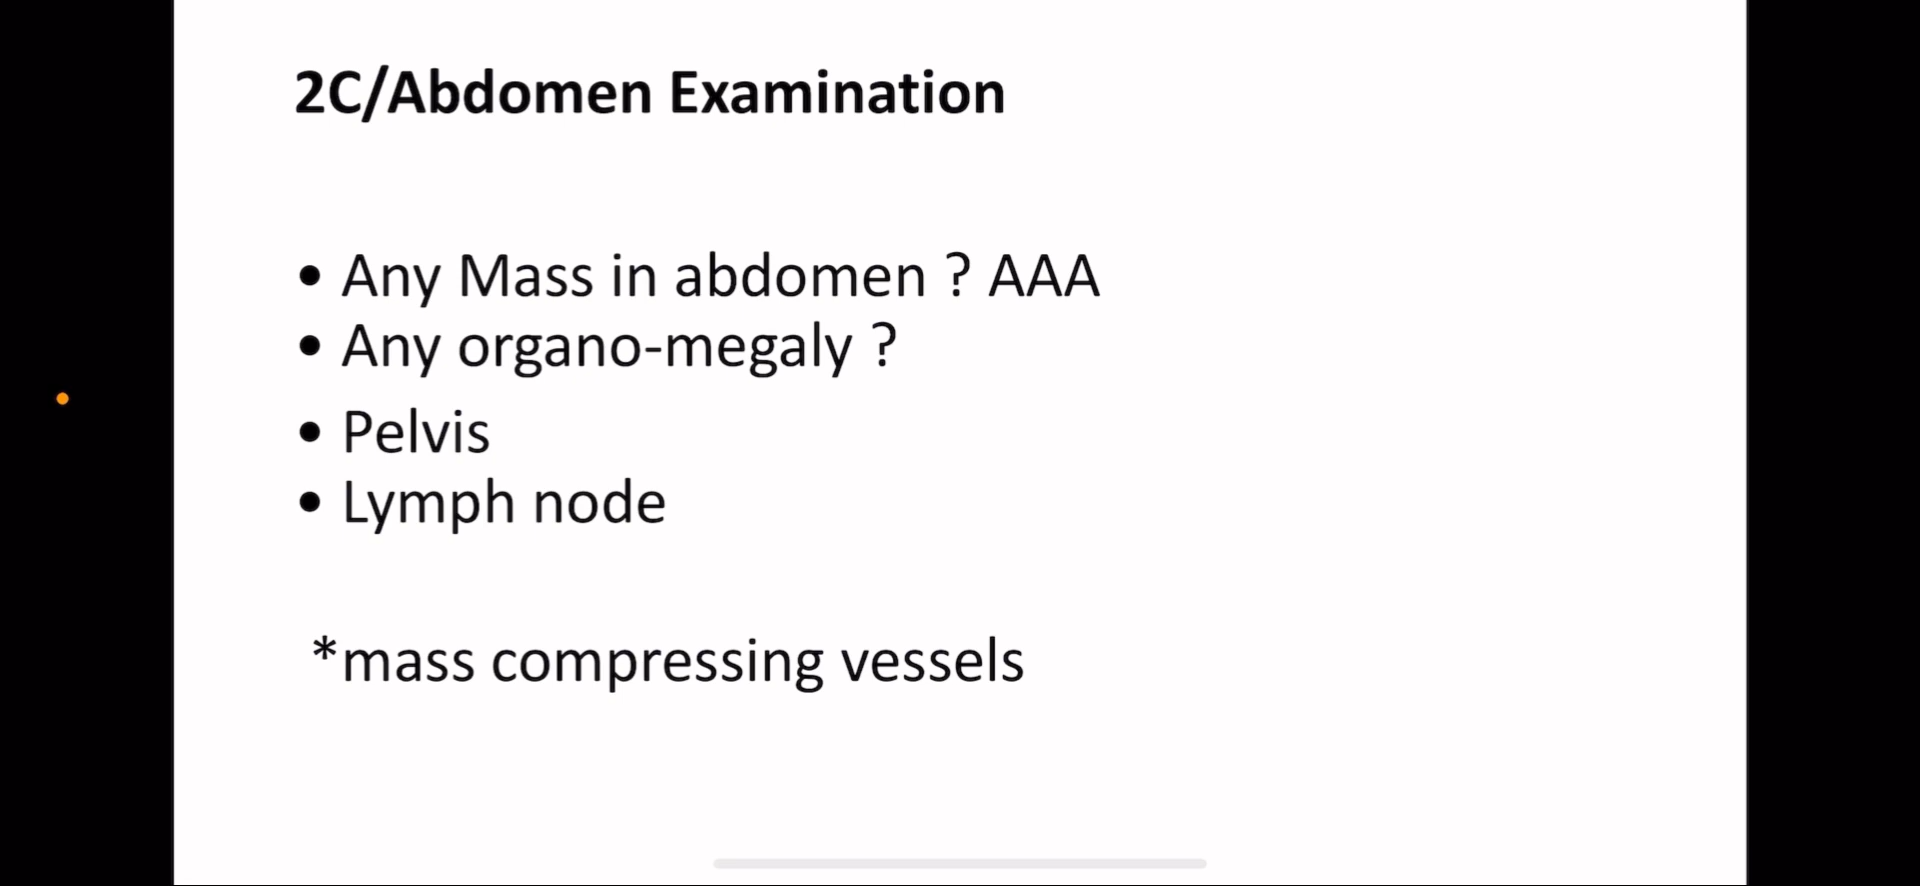 2C/Abdomen Examination
• Any Mass in abdomen ? AAA
• Any organo-megaly ?
• Pelvis
• Lymph node
*mass compressing vessels